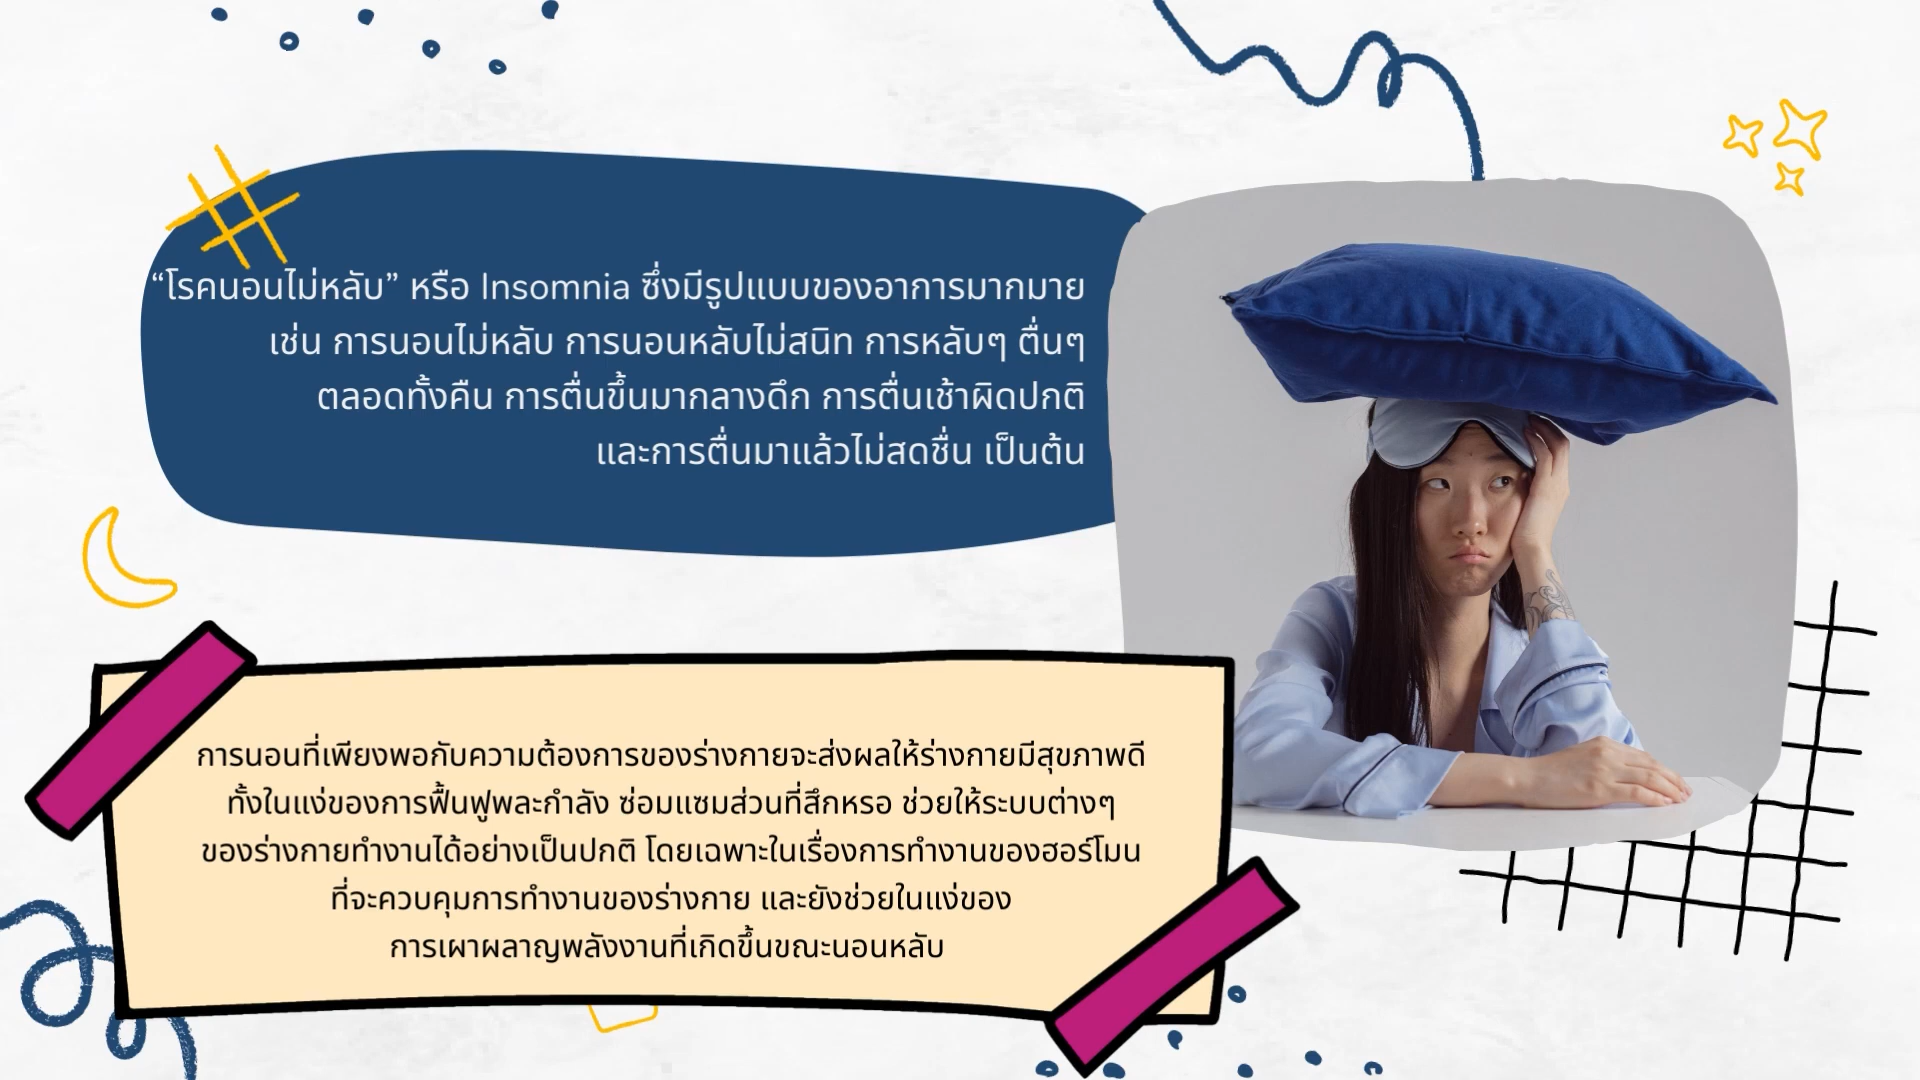 “โรคนอนไม่หลับ” หรือ Insomnia ซึ่งมีรูปแบบของอาการมากมาย
เช่น การนอนไม่หลับ การนอนหลับไม่สนิท การหลับๆ ตื่นๆ
ตลอดทั้งคืน การตื่นขึ้นมากลางดึก การตื่นเช้าผิดปกติ
และการตื่นมาแล้วไม่สดชื่น เป็นต้น
การนอนที่เพียงพอกับความต้องการของร่างกายจะส่งผลให้ร่างกายมีสุขภาพดี
ทั้งในแง่ของการฟื้นฟูพละกำลัง ซ่อมแซมส่วนที่สึกหรอ ช่วยให้ระบบต่างๆ
ของร่างกายทำงานได้อย่างเป็นปกติ โดยเฉพาะในเรื่องการทำงานของฮอร์โมน
ที่จะควบคุมการทำงานของร่างกาย และยังช่วยในแง่ของ
การเผาผลาญพลังงานที่เกิดขึ้นขณะนอนหลับ